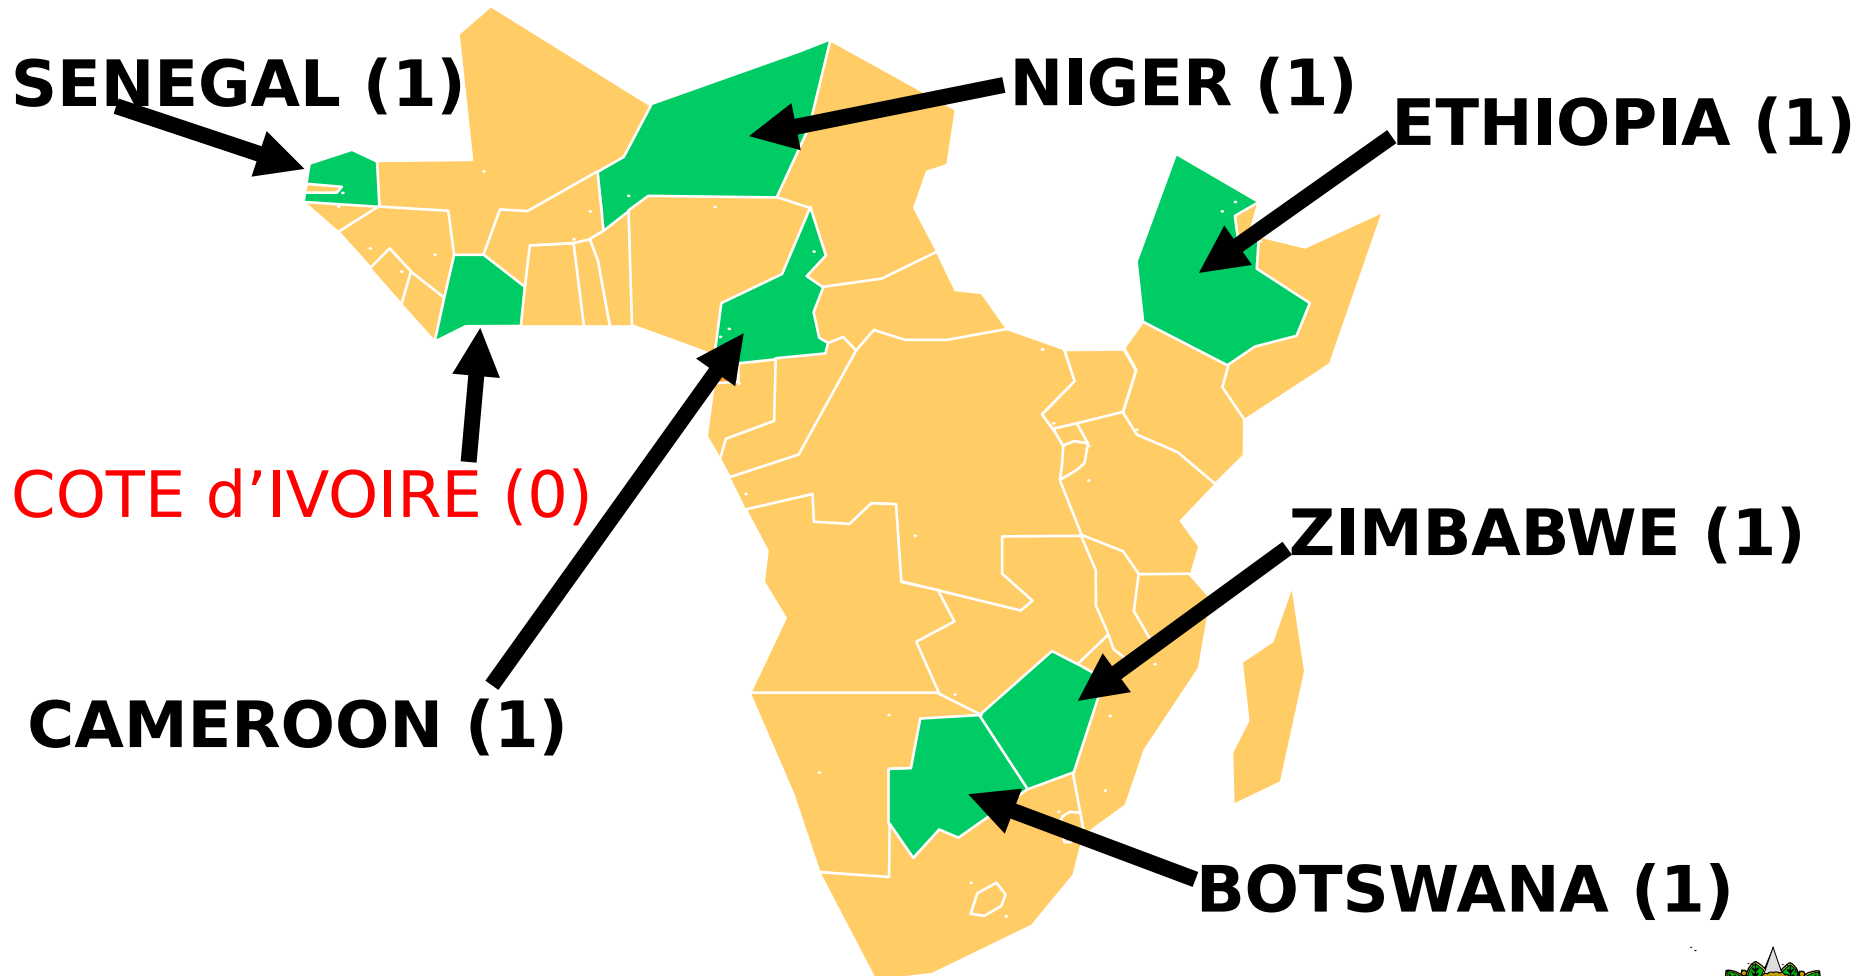 SENEGAL (1)
NIGER (1)
ETHIOPIA (1)
COTE d’IVOIRE (0)
ZIMBABWE (1)
CAMEROON (1)
BOTSWANA (1)